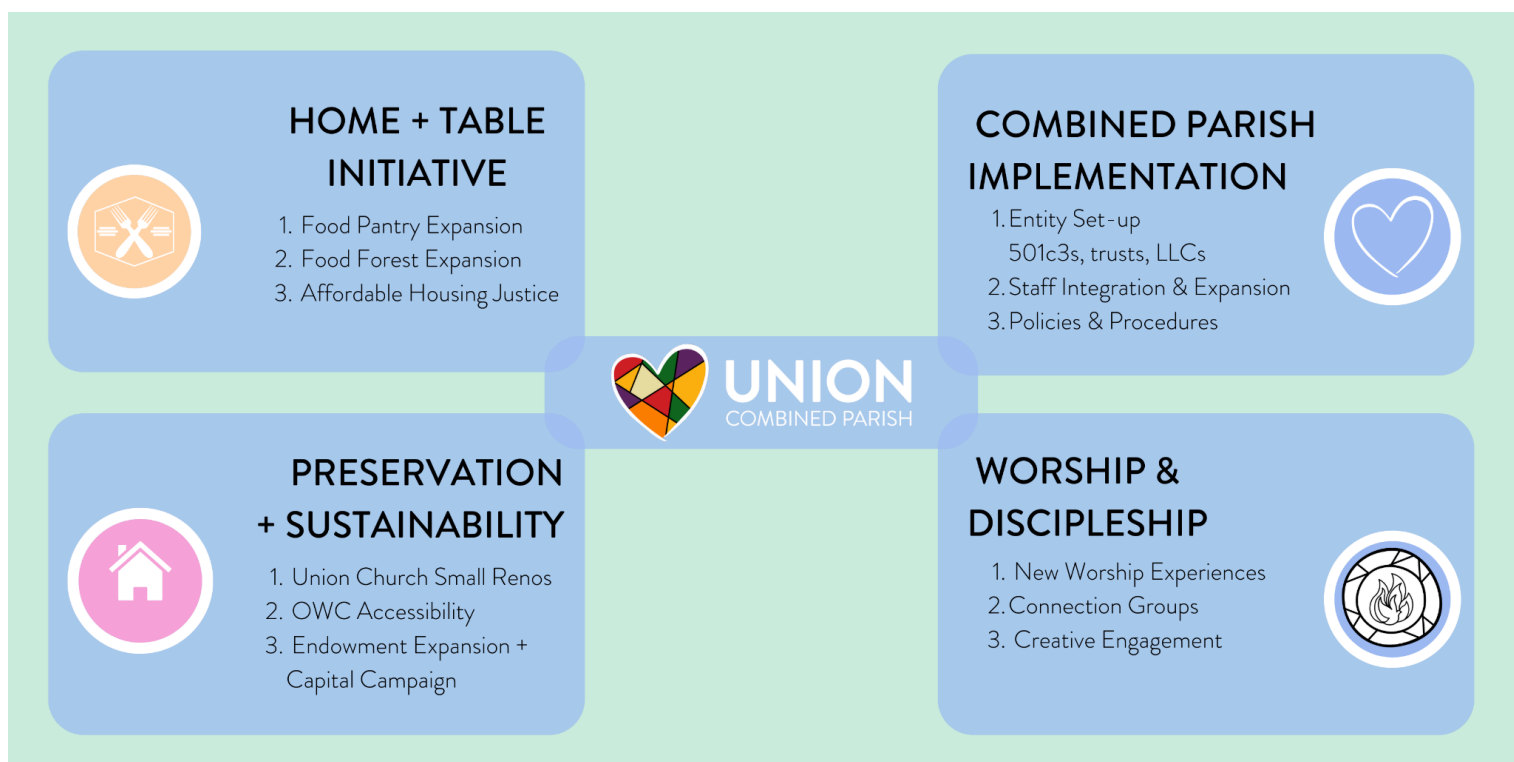 HOME + TABLE
INITIATIVE
1. Food Pantry Expansion
2. Food Forest Expansion
3. Affordable Housing Justice
COMBINED PARISH
IMPLEMENTATION
1. Entity Set-up
501c3s, trusts, LLCs
2. Staff Integration & Expansion
3. Policies & Procedures
UNION
COMBINED PARISH
PRESERVATION
+ SUSTAINABILITY
1. Union Church Small Renos
2. OWC Accessibility
3. Endowment Expansion +
Capital Campaign
WORSHIP &
DISCIPLESHIP
1. New Worship Experiences
2. Connection Groups
3. Creative Engagement